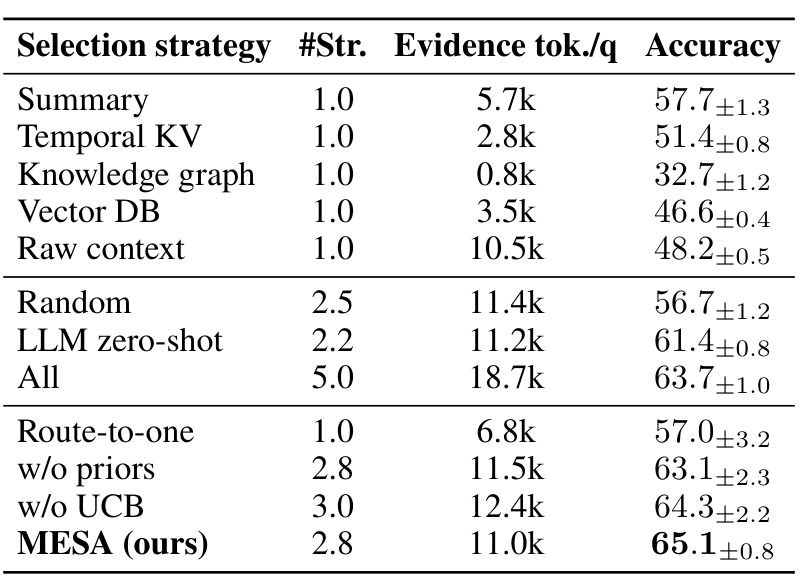 Selection strategy #Str. Evidence tok./q Accuracy
Summary 1.0 5.7k 57.7±1.3
Temporal KV 1.0 2.8k 51.4±0.8
Knowledge graph 1.0 0.8k 32.7±1.2
Vector DB 1.0 3.5k 46.6±0.4
Raw context 1.0 10.5k 48.2±0.5
Random 2.5 11.4k 56.7±1.2
LLM zero-shot 2.2 11.2k 61.4±0.8
All 5.0 18.7k 63.7±1.0
Route-to-one 1.0 6.8k 57.0±3.2
w/o priors 2.8 11.5k 63.1±2.3
w/o UCB 3.0 12.4k 64.3±2.2
MESA (ours) 2.8 11.0k 65.1±0.8